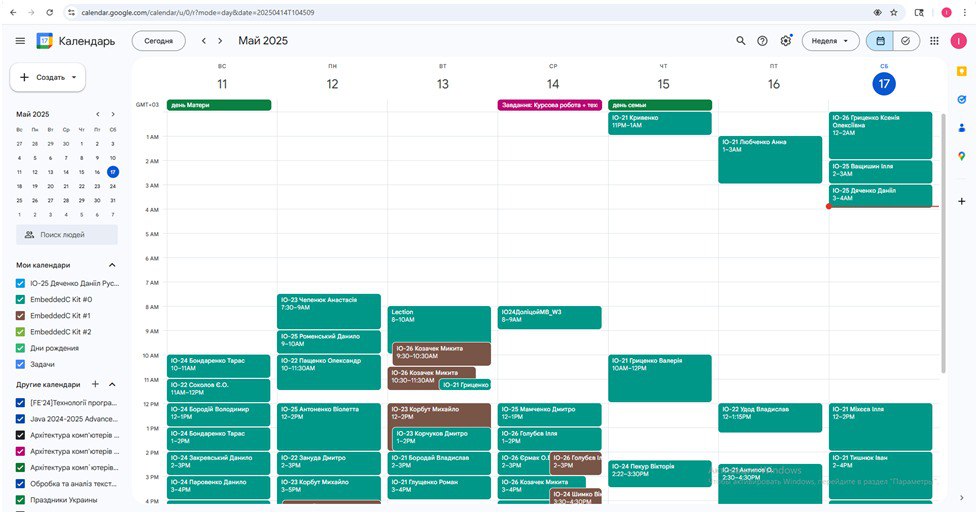 calendar.google.com/calendar/u/0/r?mode=day&date=20250414T104509
Календарь
Сегодня
Май 2025
Неделя
Создать
Май 2025
Вс Пн Вт Ср Чт Пт Сб
27 28 29 30 1 2 3
4 5 6 7 8 9 10
11 12 13 14 15 16 17
18 19 20 21 22 23 24
25 26 27 28 29 30 31
1 2 3 4 5 6 7
Поиск людей
Мои календари
ІО-25 Дяченко Данііл Рус...
EmbeddedC Kit #0
EmbeddedC Kit #1
EmbeddedC Kit #2
Дни рождения
Задачи
Другие календари
[FE'24]Технології програ...
Java 2024-2025 Advance...
Архітектура комп'ютерів ...
Архітектура комп'ютерів ...
Архітектура комп`ютерів ...
Обробка та аналіз текст...
Праздники Украины
ВС ПН ВТ СР ЧТ ПТ СБ
11 12 13 14 15 16 17
GMT+03
день Матери
Завдання: Курсова робота + техі
день семьи
1 AM
2 AM
3 AM
4 AM
5 AM
6 AM
7 AM
8 AM
9 AM
10 AM
11 AM
12 PM
1 PM
2 PM
3 PM
4 PM
ІО-24 Бондаренко Тарас
10–11AM
ІО-22 Соколов Є.О.
11AM–12PM
ІО-24 Бородій Володимир
12–1PM
ІО-24 Бондаренко Тарас
1–2PM
ІО-24 Закревський Данило
2–3PM
ІО-24 Паровенко Данило
3–4PM
ІО-23 Чепенюк Анастасія
7:30–9AM
ІО-25 Роменський Данило
9–10AM
ІО-22 Пащенко Олександр
10–11:30AM
ІО-25 Антоненко Віолетта
12–2PM
ІО-22 Зануда Дмитро
2–3PM
ІО-23 Корбут Михайло
3–5PM
Lection
8–10AM
ІО-26 Козачек Микита
9:30–10:30AM
ІО-26 Козачек Микита
10:30–11:30AM
ІО-21 Гриценко
ІО-23 Корбут Михайло
12–2PM
ІО-23 Корчуков Дмитро
1–2PM
ІО-21 Бородай Владислав
2–3PM
ІО-21 Глущенко Роман
3–4PM
ІО24ДоліцойМВ_W3
8–9AM
ІО-25 Мамченко Дмитро
12–1PM
ІО-26 Голубєв Ілля
1–2PM
ІО-26 Єрнак О.
2–3PM
ІО-26 Голубєв Іл
2–3PM
ІО-26 Козачек Микита
3–4PM
ІО-24 Шимко Ві
3:30–4:30PM
ІО-21 Кривенко
11PM–1AM
ІО-21 Гриценко Валерія
10AM–12PM
ІО-24 Пекур Вікторія
2:22–3:30PM
ІО-21 Любченко Анна
1–3AM
ІО-22 Удод Владислав
12–1:15PM
ІО-21 Антипов О.
2:30–4:30PM
ІО-26 Гриценко Ксенія
Олексіївна
12–2AM
ІО-25 Ващишин Ілля
2–3AM
ІО-25 Дяченко Данііл
3–4AM
ІО-21 Міхєєв Ілля
12–2PM
ІО-21 Тишнюк Іван
2–4PM
Windows
активировать Windows, перейдите в раздел "Параметры"